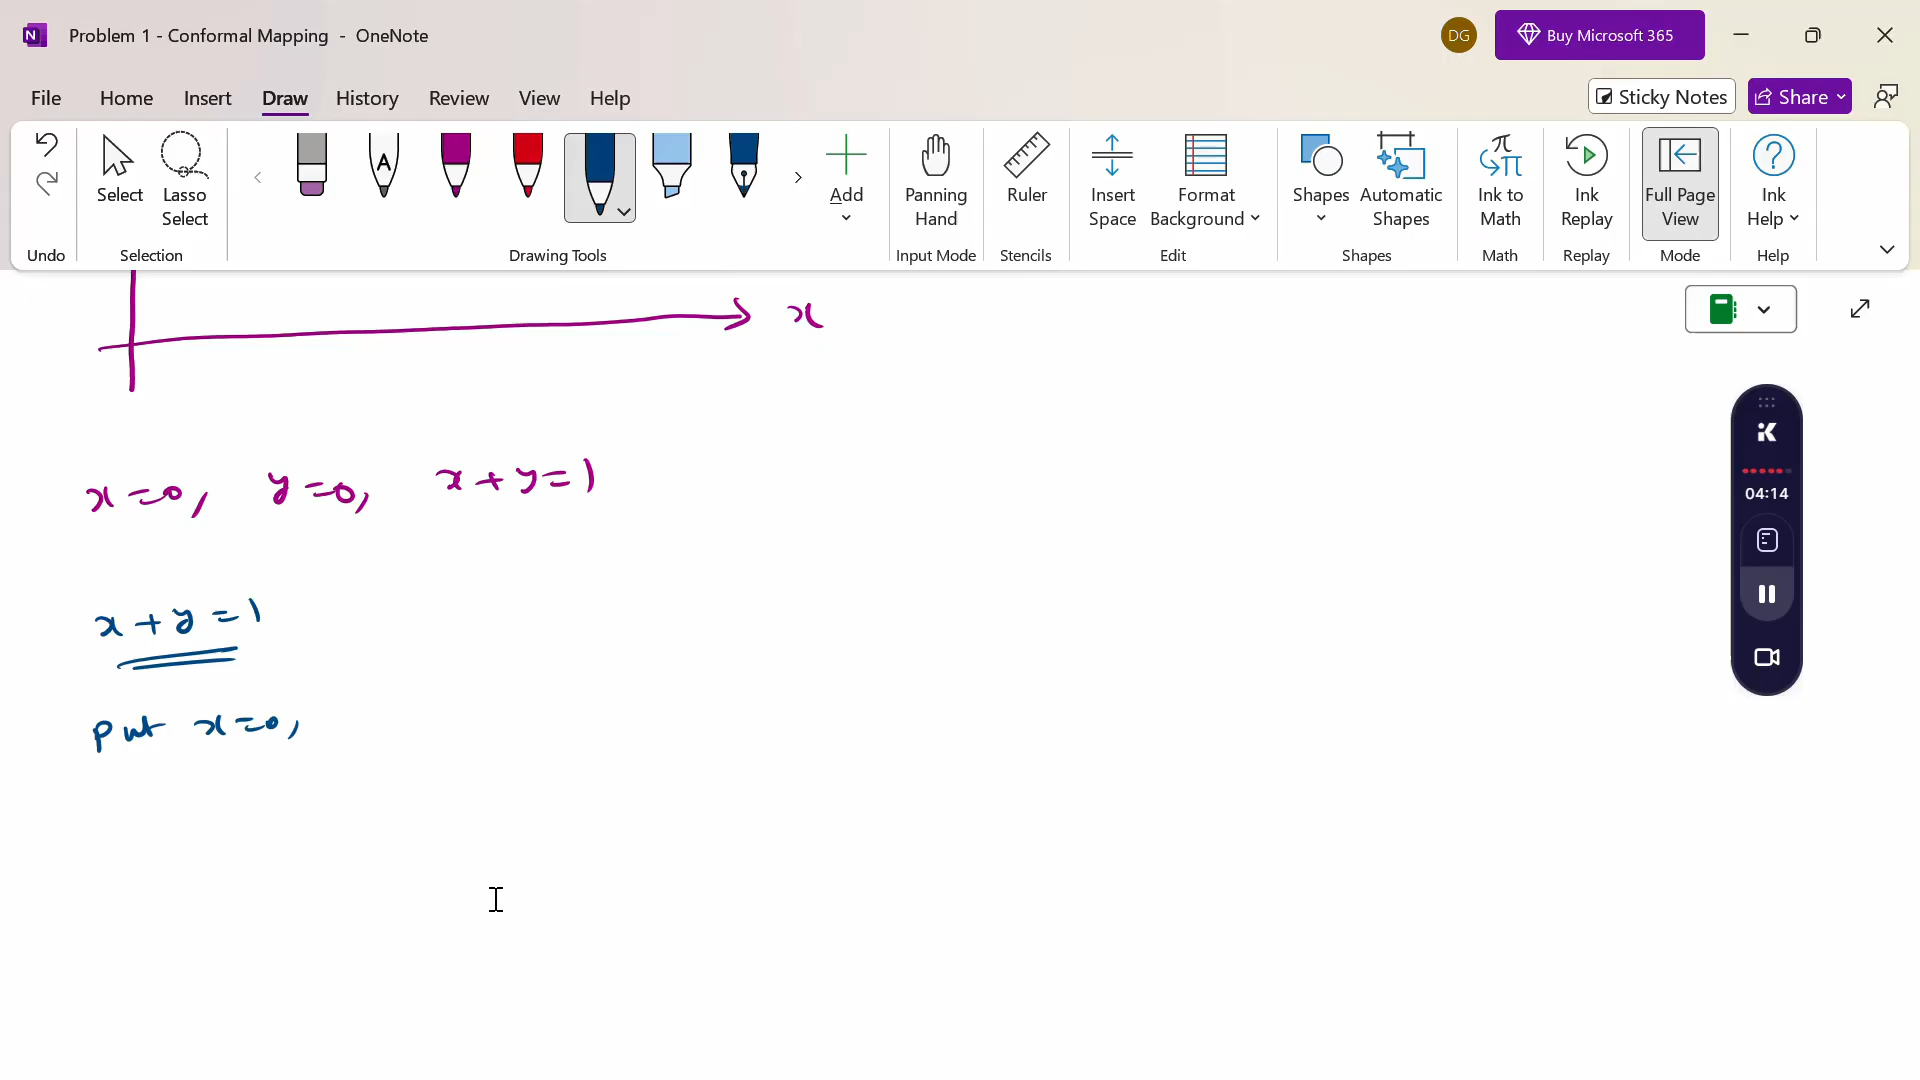 Problem 1 - Conformal Mapping - OneNote
DG
Buy Microsoft 365
File Home Insert Draw History Review View Help
Sticky Notes
Share
A
Select
Lasso Select
Add
Panning Hand
Ruler
Insert Space
Format Background
Shapes
Automatic Shapes
Ink to Math
Ink Replay
Full Page View
Ink Help
Undo Selection Drawing Tools Input Mode Stencils Edit Shapes Math Replay Mode Help
x
x=0, y=0, x+y=1
04:14
x+y=1
put x=0,